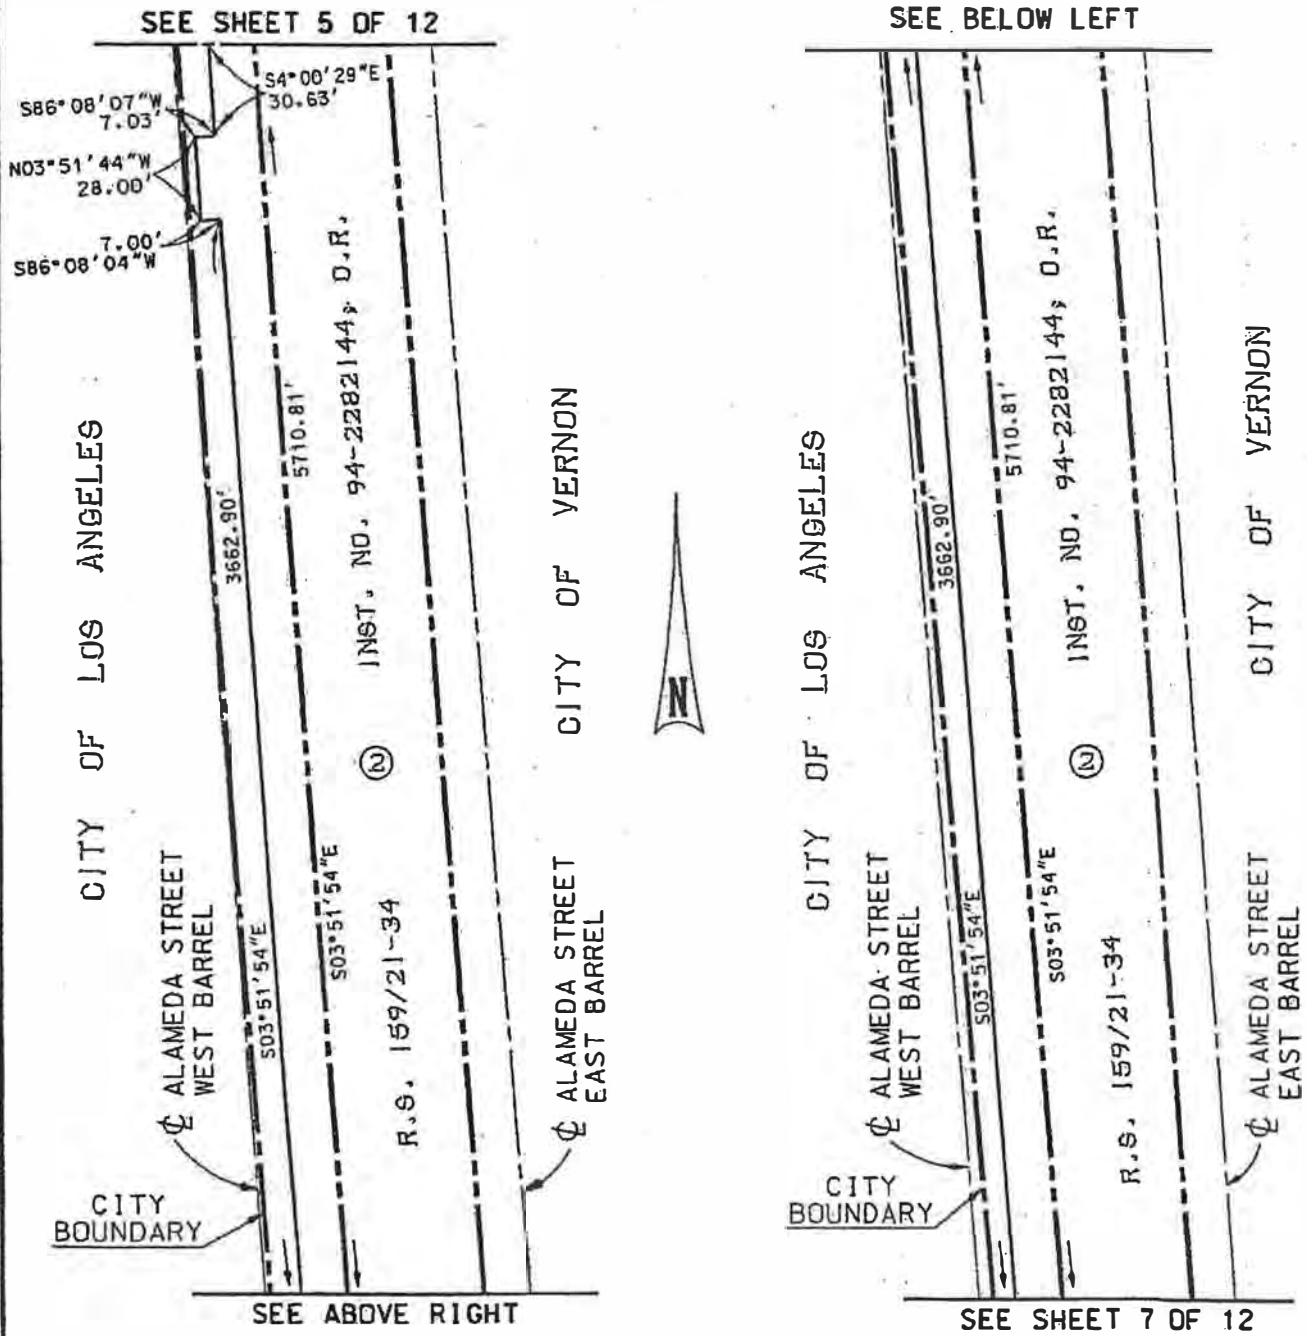 SEE SHEET 5 OF 12
S4°00'29"E
30.63'
S86°08'07"W
7.03'
N03°51'44"W
28.00'
7.00'
S86°08'04"W
CITY OF LOS ANGELES
3662.90'
S03°51'54"E
5710.81'
S03°51'54"E
INST. NO. 94-2282144, O.R.
2
R.S. 159/21-34
CITY OF VERNON
℄ ALAMEDA STREET
WEST BARREL
℄ ALAMEDA STREET
EAST BARREL
CITY
BOUNDARY
SEE ABOVE RIGHT
N
SEE BELOW LEFT
CITY OF LOS ANGELES
3662.90'
S03°51'54"E
5710.81'
S03°51'54"E
INST. NO. 94-2282144, O.R.
2
R.S. 159/21-34
CITY OF VERNON
℄ ALAMEDA STREET
WEST BARREL
℄ ALAMEDA STREET
EAST BARREL
CITY
BOUNDARY
SEE SHEET 7 OF 12